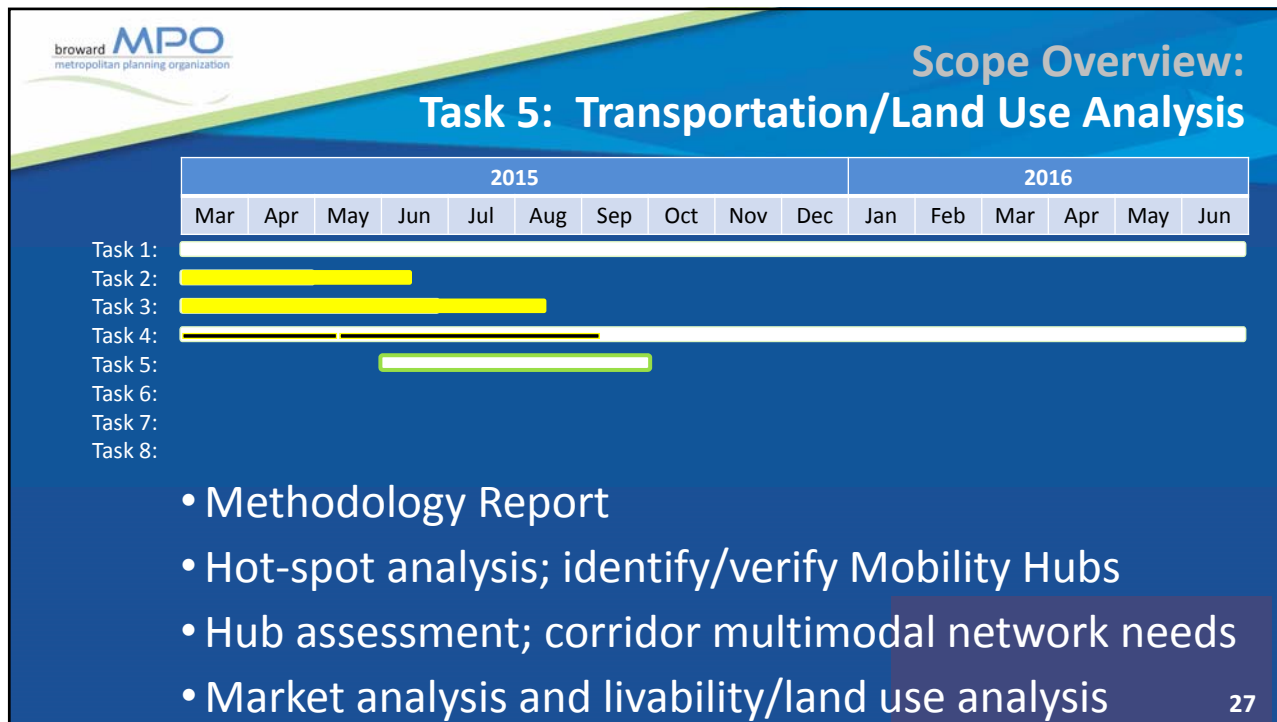 broward MPO
metropolitan planning organization
Scope Overview:
Task 5: Transportation/Land Use Analysis
2015 2016
Mar Apr May Jun Jul Aug Sep Oct Nov Dec Jan Feb Mar Apr May Jun
Task 1:
Task 2:
Task 3:
Task 4:
Task 5:
Task 6:
Task 7:
Task 8:
• Methodology Report
• Hot-spot analysis; identify/verify Mobility Hubs
• Hub assessment; corridor multimodal network needs
• Market analysis and livability/land use analysis
27